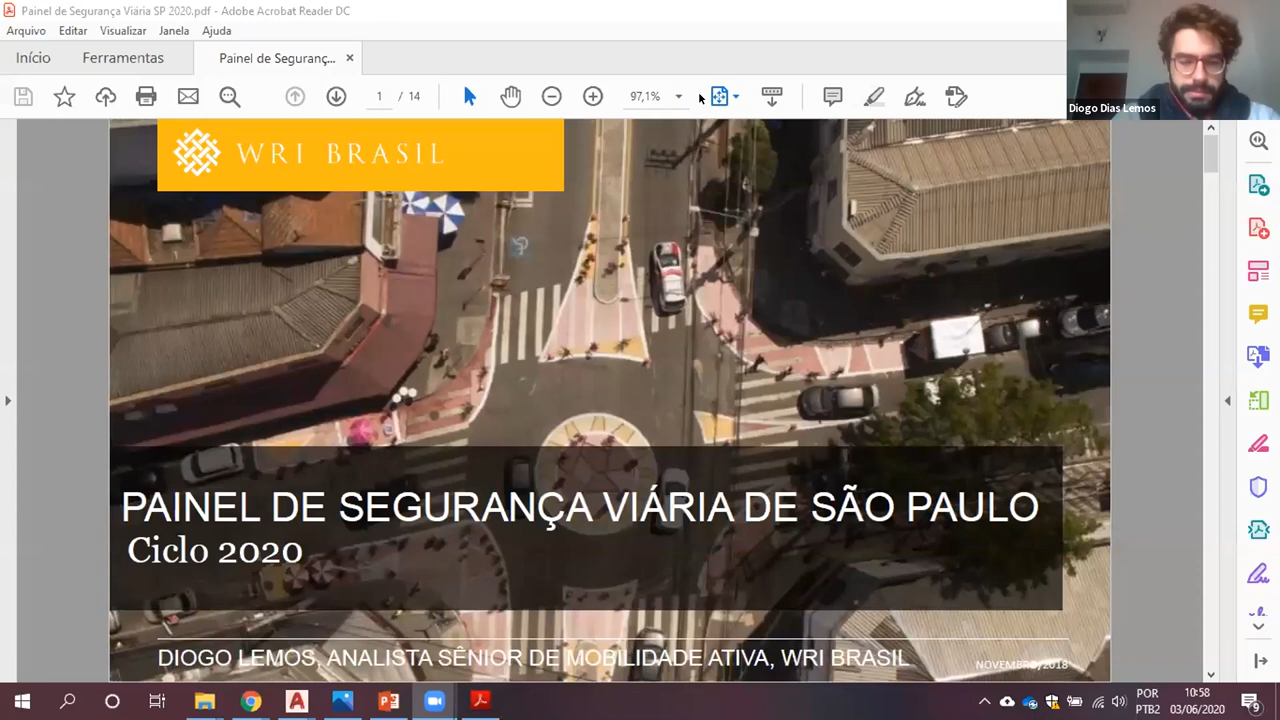 Painel de Segurança Viária SP 2020.pdf - Adobe Acrobat Reader DC
Arquivo Editar Visualizar Janela Ajuda
Início Ferramentas Painel de Seguranç... ×
1 / 14 97,1%
Diogo Dias Lemos
WRI BRASIL
PAINEL DE SEGURANÇA VIÁRIA DE SÃO PAULO
Ciclo 2020
DIOGO LEMOS, ANALISTA SÊNIOR DE MOBILIDADE ATIVA, WRI BRASIL
NOVEMBRO/2018
POR 10:58
PTB2 03/06/2020 9